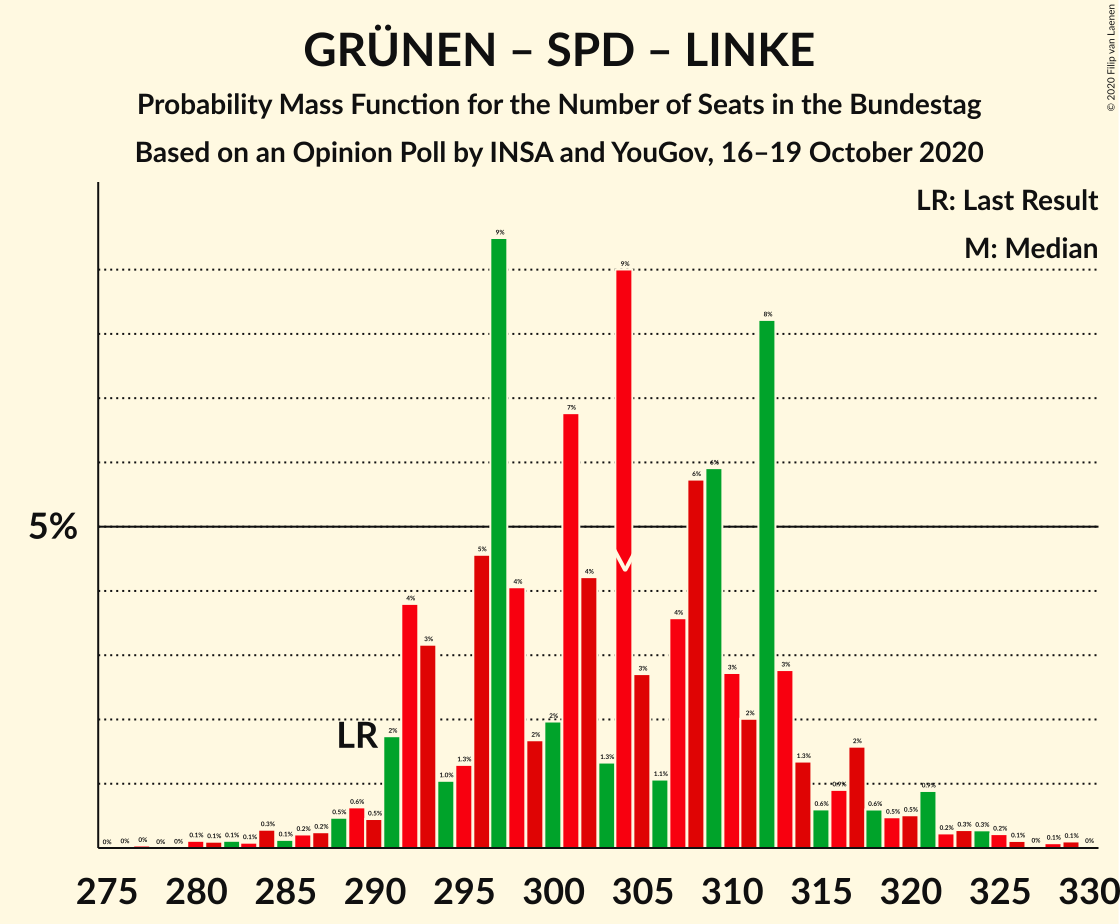 GRÜNEN – SPD – LINKE
Probability Mass Function for the Number of Seats in the Bundestag
Based on an Opinion Poll by INSA and YouGov, 16–19 October 2020
© 2020 Filip van Laenen
LR: Last Result
M: Median
5%
LR
0% 0% 0% 0% 0% 0.1% 0.1% 0.1% 0.1% 0.3% 0.1% 0.2% 0.2% 0.5% 0.6% 0.5% 2% 4% 3% 1.0% 1.3% 5% 9% 4% 2% 2% 7% 4% 1.3% 9% 3% 1.1% 4% 6% 6% 3% 2% 8% 3% 1.3% 0.6% 0.9% 2% 0.6% 0.5% 0.5% 0.9% 0.2% 0.3% 0.3% 0.2% 0.1% 0% 0.1% 0.1% 0%
275 280 285 290 295 300 305 310 315 320 325 330